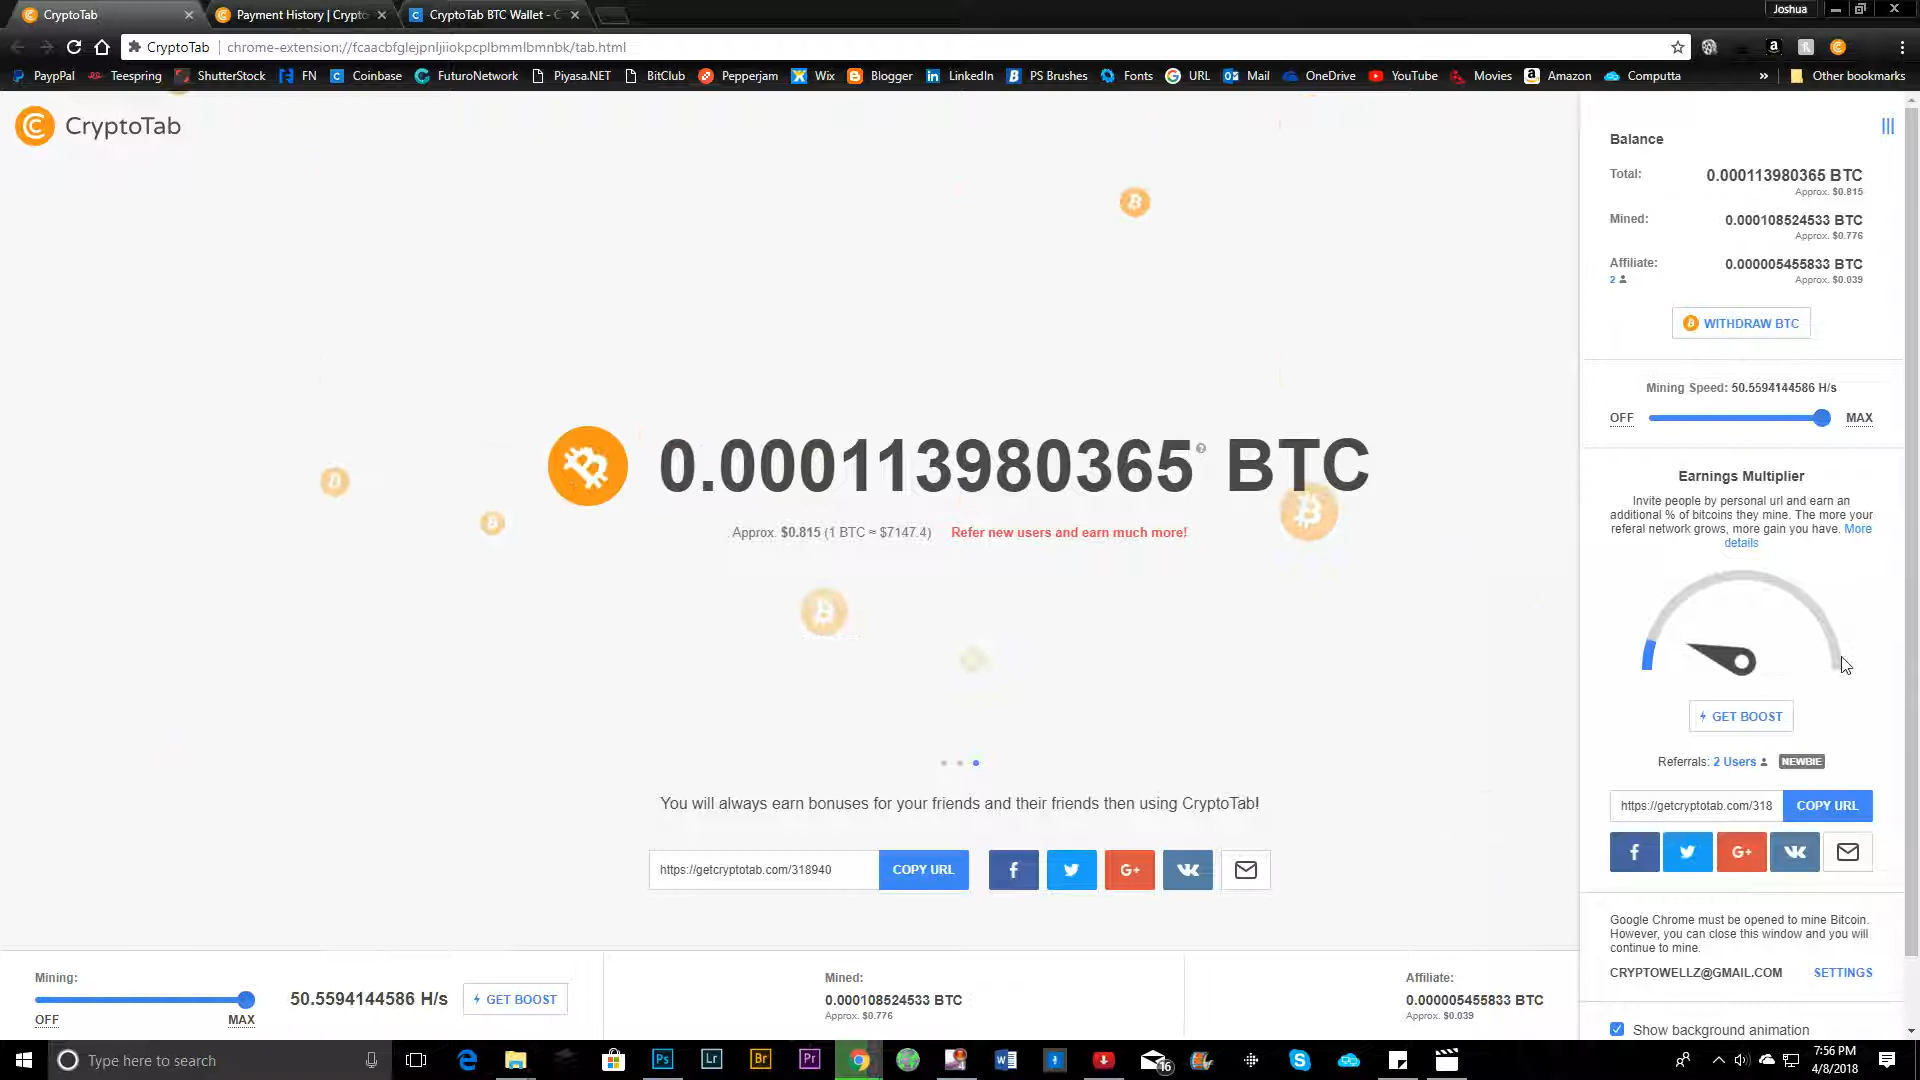 CryptoTab
Payment History | Crypto
CryptoTab BTC Wallet - C
Joshua
CryptoTab
chrome-extension://fcaacbfglejpnljiiokpcplbmmlbmnbk/tab.html
PaypPal
Teespring
ShutterStock
FN
Coinbase
FuturoNetwork
Piyasa.NET
BitClub
Pepperjam
Wix
Blogger
LinkedIn
PS Brushes
Fonts
URL
Mail
OneDrive
YouTube
Movies
Amazon
Computta
»
Other bookmarks
CryptoTab
0.000113980365 BTC
Approx. $0.815 (1 BTC ≈ $7147.4)
Refer new users and earn much more!
You will always earn bonuses for your friends and their friends then using CryptoTab!
https://getcryptotab.com/318940
COPY URL
Mining:
OFF
MAX
50.5594144586 H/s
GET BOOST
Mined:
0.000108524533 BTC
Approx. $0.776
Affiliate:
0.000005455833 BTC
Approx. $0.039
Balance
Total:
0.000113980365 BTC
Approx. $0.815
Mined:
0.000108524533 BTC
Approx. $0.776
Affiliate:
2
0.000005455833 BTC
Approx. $0.039
WITHDRAW BTC
Mining Speed: 50.5594144586 H/s
OFF
MAX
Earnings Multiplier
Invite people by personal url and earn an
additional % of bitcoins they mine. The more your
referal network grows, more gain you have. More
details
GET BOOST
Referrals: 2 Users
NEWBIE
https://getcryptotab.com/318
COPY URL
Google Chrome must be opened to mine Bitcoin.
However, you can close this window and you will
continue to mine.
CRYPTOWELLZ@GMAIL.COM
SETTINGS
Show background animation
Type here to search
Ps
Lr
Br
Pr
16
7:56 PM
4/8/2018